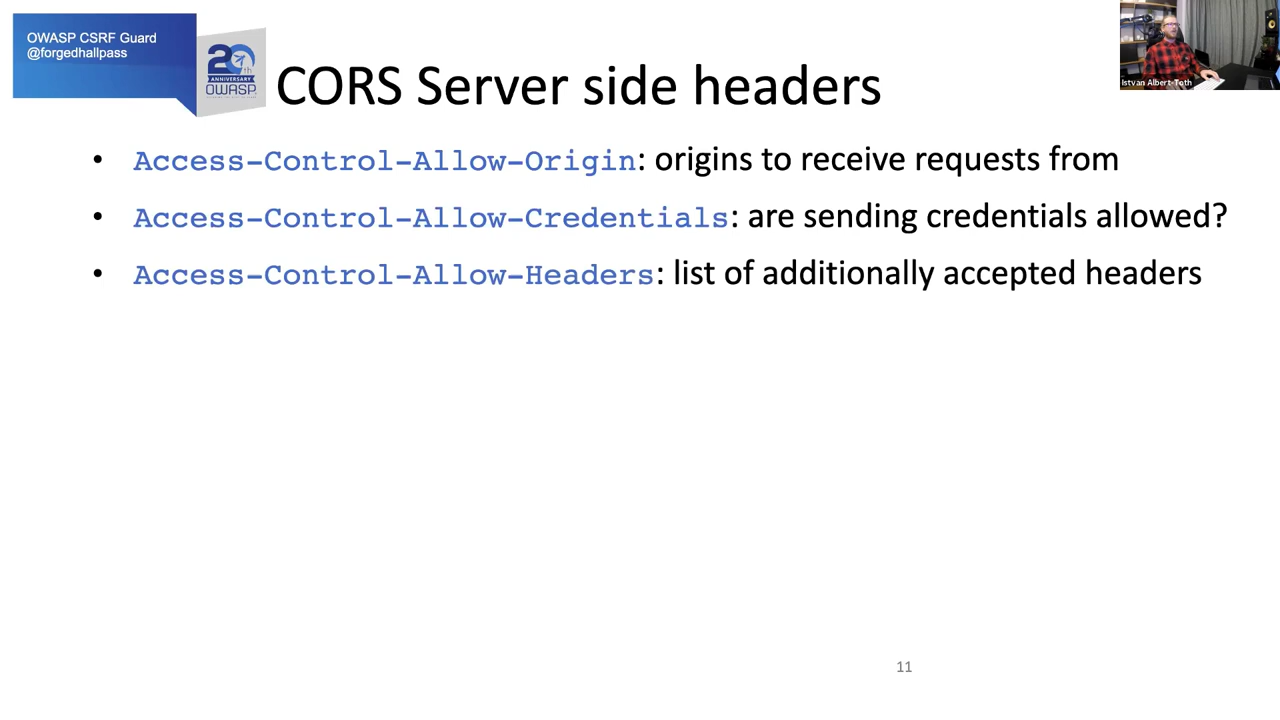 OWASP CSRF Guard
@forgedhallpass
20th
ANNIVERSARY
OWASP
CORS Server side headers
Istvan Albert-Toth
• Access-Control-Allow-Origin: origins to receive requests from
• Access-Control-Allow-Credentials: are sending credentials allowed?
• Access-Control-Allow-Headers: list of additionally accepted headers
11